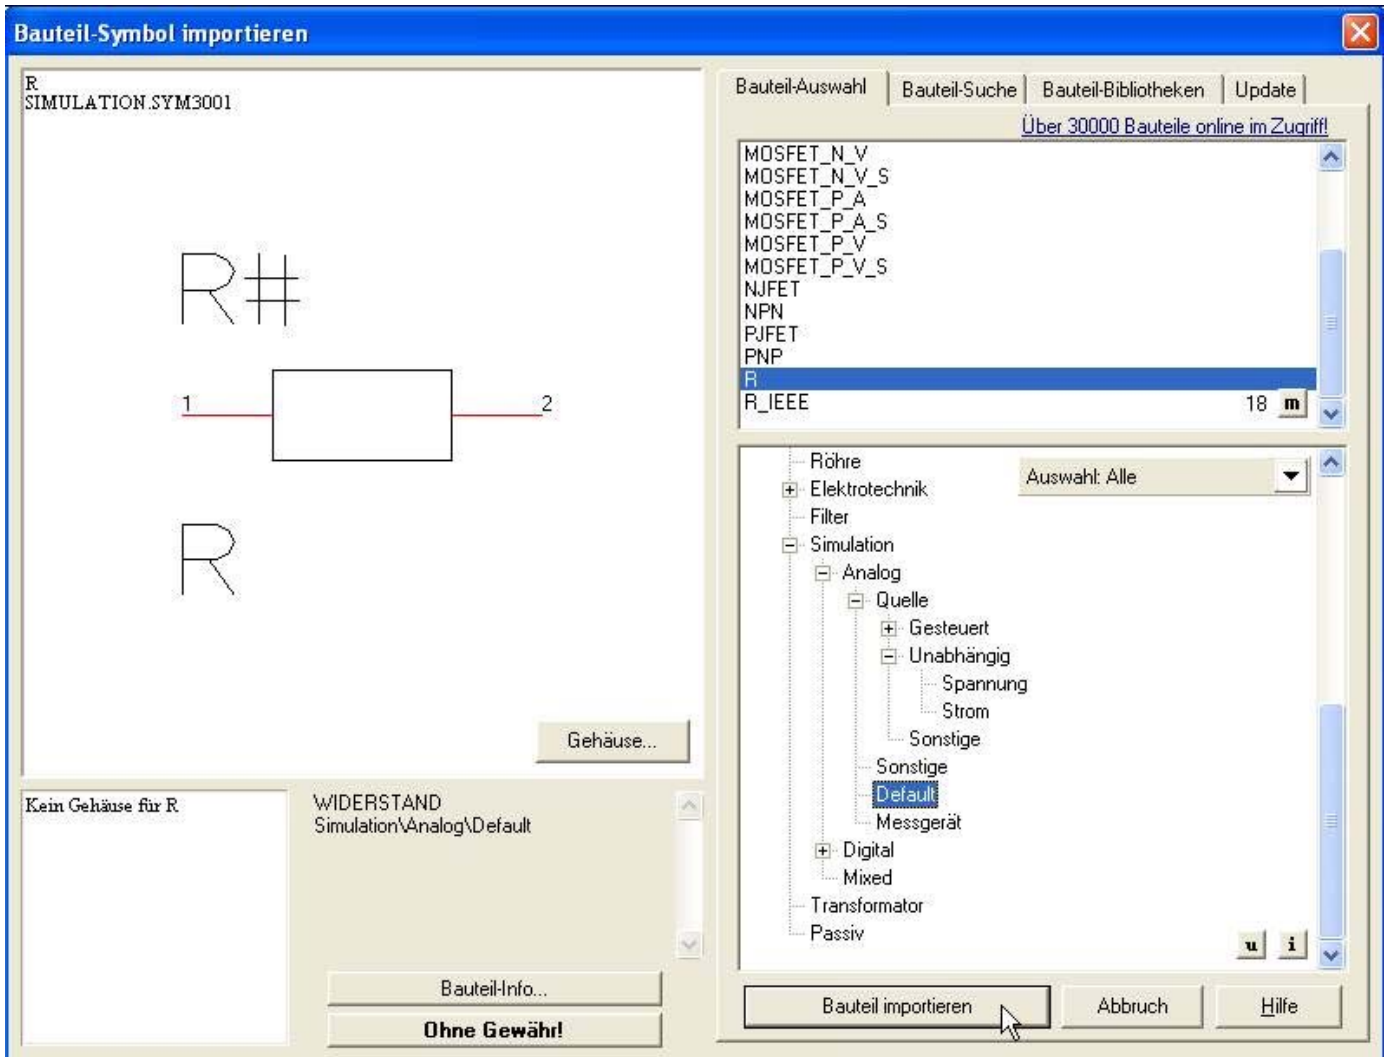 Bauteil-Symbol importieren
R
SIMULATION.SYM3001
R#
1 2
R
Gehäuse...
Kein Gehäuse für R
WIDERSTAND
Simulation\Analog\Default
Bauteil-Info...
Ohne Gewähr!
Bauteil-Auswahl Bauteil-Suche Bauteil-Bibliotheken Update
Über 30000 Bauteile online im Zugriff!
MOSFET_N_V
MOSFET_N_V_S
MOSFET_P_A
MOSFET_P_A_S
MOSFET_P_V
MOSFET_P_V_S
NJFET
NPN
PJFET
PNP
R
R_IEEE 18 m
Röhre
Auswahl: Alle
Elektrotechnik
Filter
Simulation
Analog
Quelle
Gesteuert
Unabhängig
Spannung
Strom
Sonstige
Sonstige
Default
Messgerät
Digital
Mixed
Transformator
Passiv
u i
Bauteil importieren Abbruch Hilfe